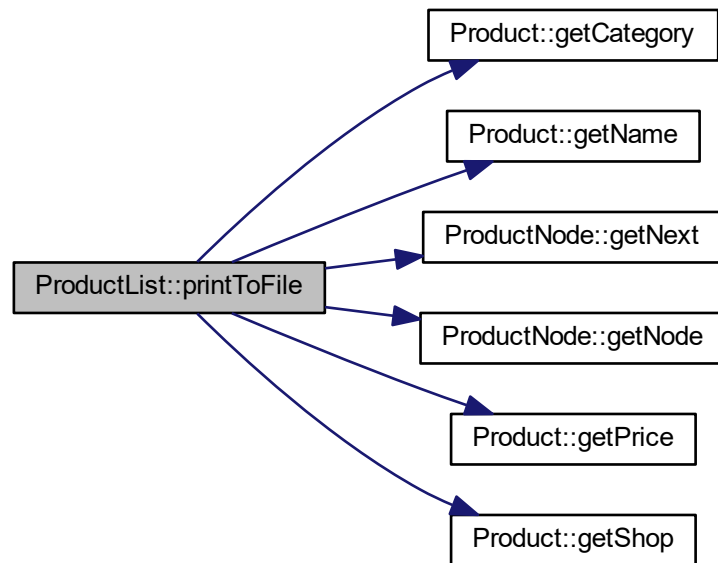 Product::getCategory
Product::getName
ProductNode::getNext
ProductList::printToFile
ProductNode::getNode
Product::getPrice
Product::getShop